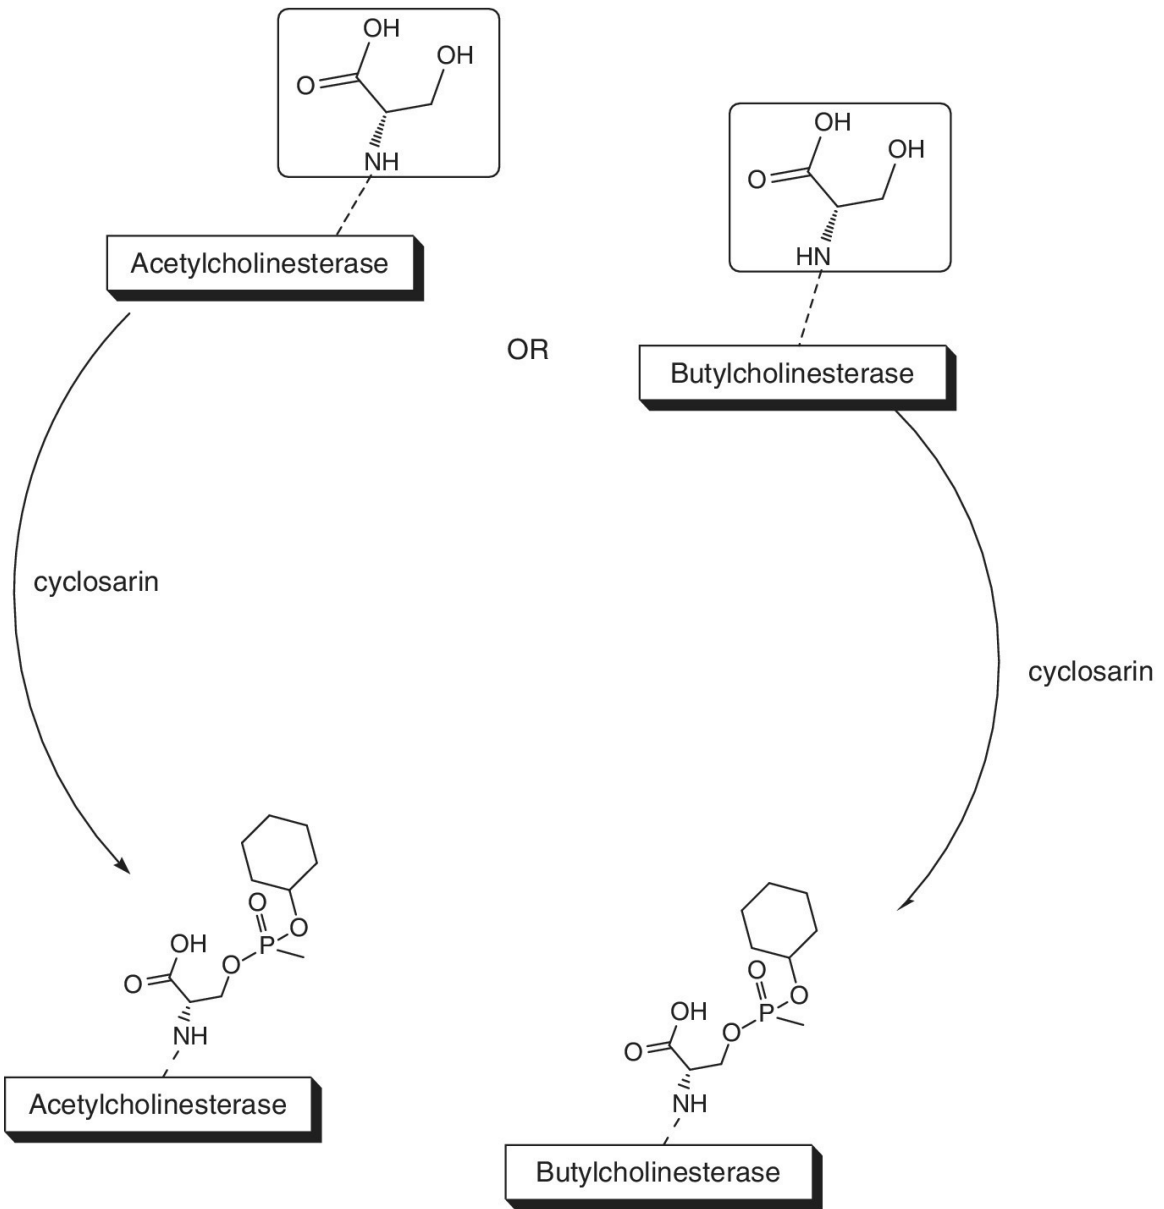 OH
OH
O
NH
Acetylcholinesterase
OH
OH
O
HN
OR
Butylcholinesterase
cyclosarin
cyclosarin
O
O
P
OH
O
O
NH
Acetylcholinesterase
O
O
P
OH
O
O
NH
Butylcholinesterase